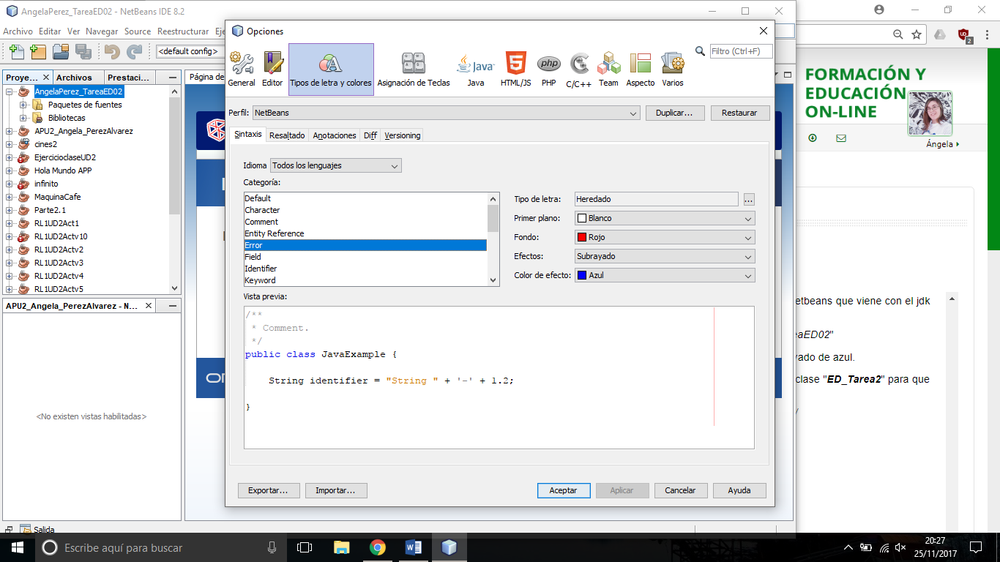 AngelaPerez_TareaED02 - NetBeans IDE 8.2
Archivo Editar Ver Navegar Source Reestructurar Eje
<default config>
Proye... Archivos Prestaci...
AngelaPerez_TareaED02
Paquetes de fuentes
Bibliotecas
APU2_Angela_PerezAlvarez
cines2
EjercicioclaseUD2
Hola Mundo APP
infinito
MaquinaCafe
Parte2.1
RL1UD2Act1
RL1UD2Actv10
RL1UD2Actv2
RL1UD2Actv3
RL1UD2Actv4
RL1UD2Actv5
APU2_Angela_PerezAlvarez - N...
<No existen vistas habilitadas>
Salida
Página de
Opciones
General Editor Tipos de letra y colores Asignación de Teclas Java HTML/JS PHP C/C++ Team Aspecto Varios
Filtro (Ctrl+F)
Perfil: NetBeans Duplicar... Restaurar
Sintaxis Resaltado Anotaciones Diff Versioning
Idioma Todos los lenguajes
Categoría:
Default
Character
Comment
Entity Reference
Error
Field
Identifier
Keyword
Tipo de letra: Heredado ...
Primer plano: Blanco
Fondo: Rojo
Efectos: Subrayado
Color de efecto: Azul
Vista previa:
/**
* Comment.
*/
public class JavaExample {
String identifier = "String " + '-' + 1.2;
}
Exportar... Importar... Aceptar Aplicar Cancelar Ayuda
2
FORMACIÓN Y
EDUCACIÓN
ON-LINE
Ángela
etbeans que viene con el jdk
eaED02"
vado de azul.
clase "ED_Tarea2" para que
Escribe aquí para buscar
20:27
25/11/2017